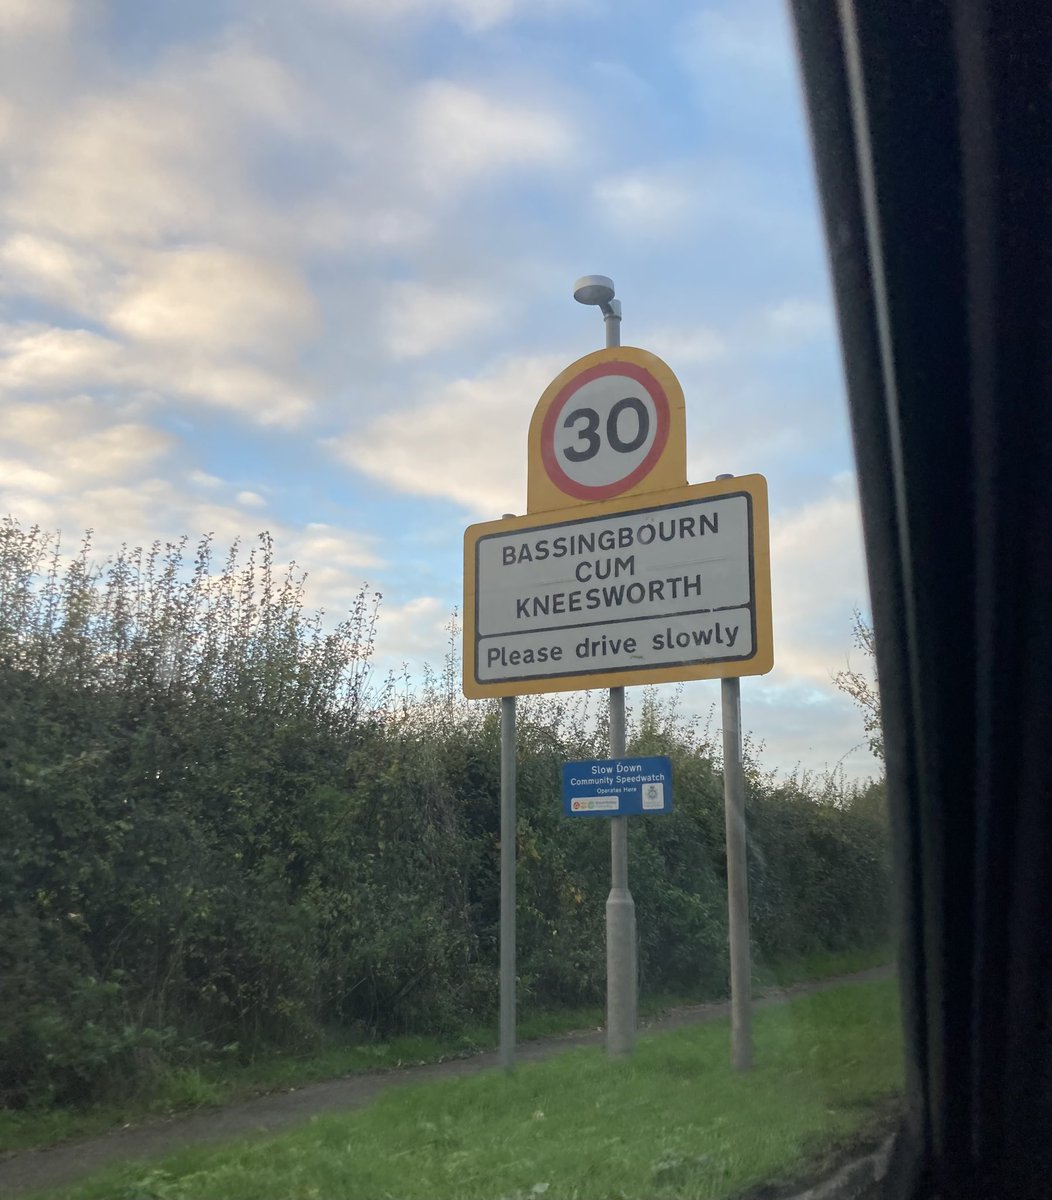 30
BASSINGBOURN
CUM
KNEESWORTH
Please drive slowly
Slow Down
Community Speedwatch
Operates Here